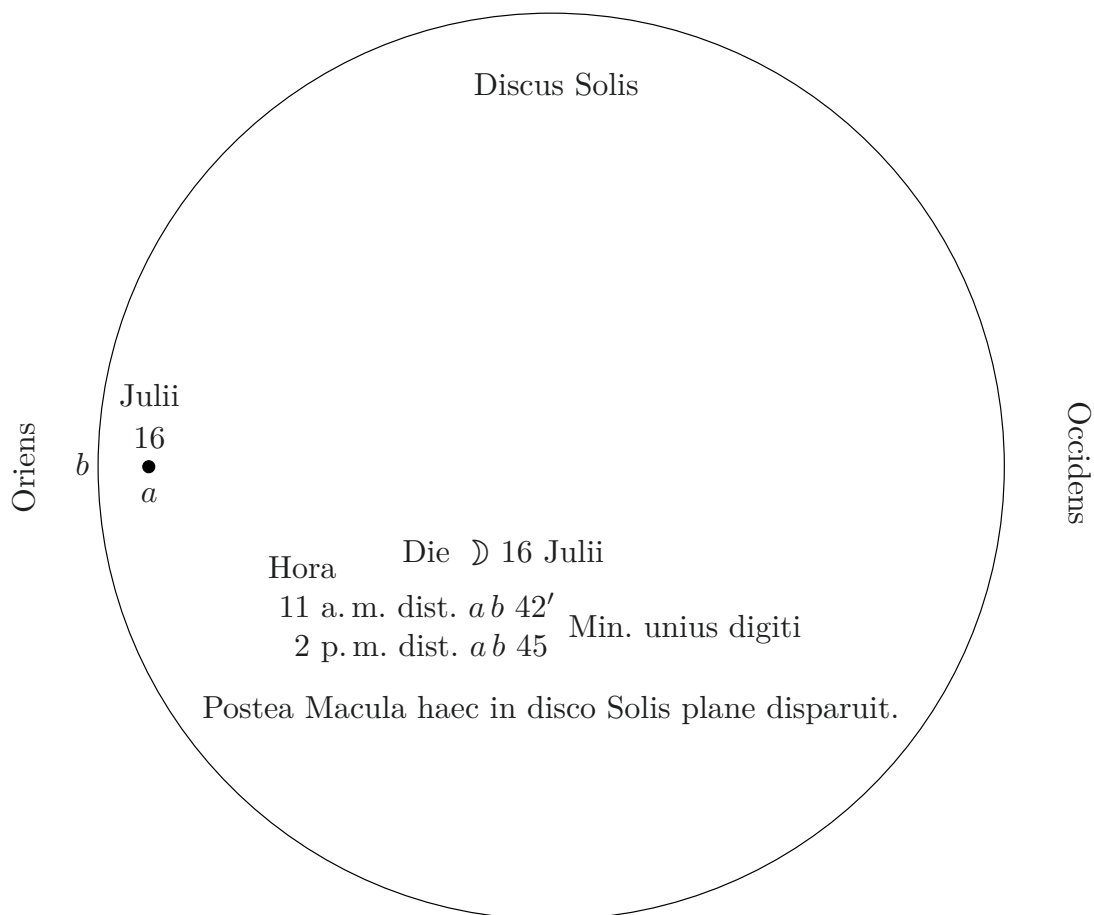 Discus Solis
Julii
16
b
a
Oriens
Occidens
Die ☽ 16 Julii
Hora
11 a. m. dist. a b 42′
2 p. m. dist. a b 45
Min. unius digiti
Postea Macula haec in disco Solis plane disparuit.